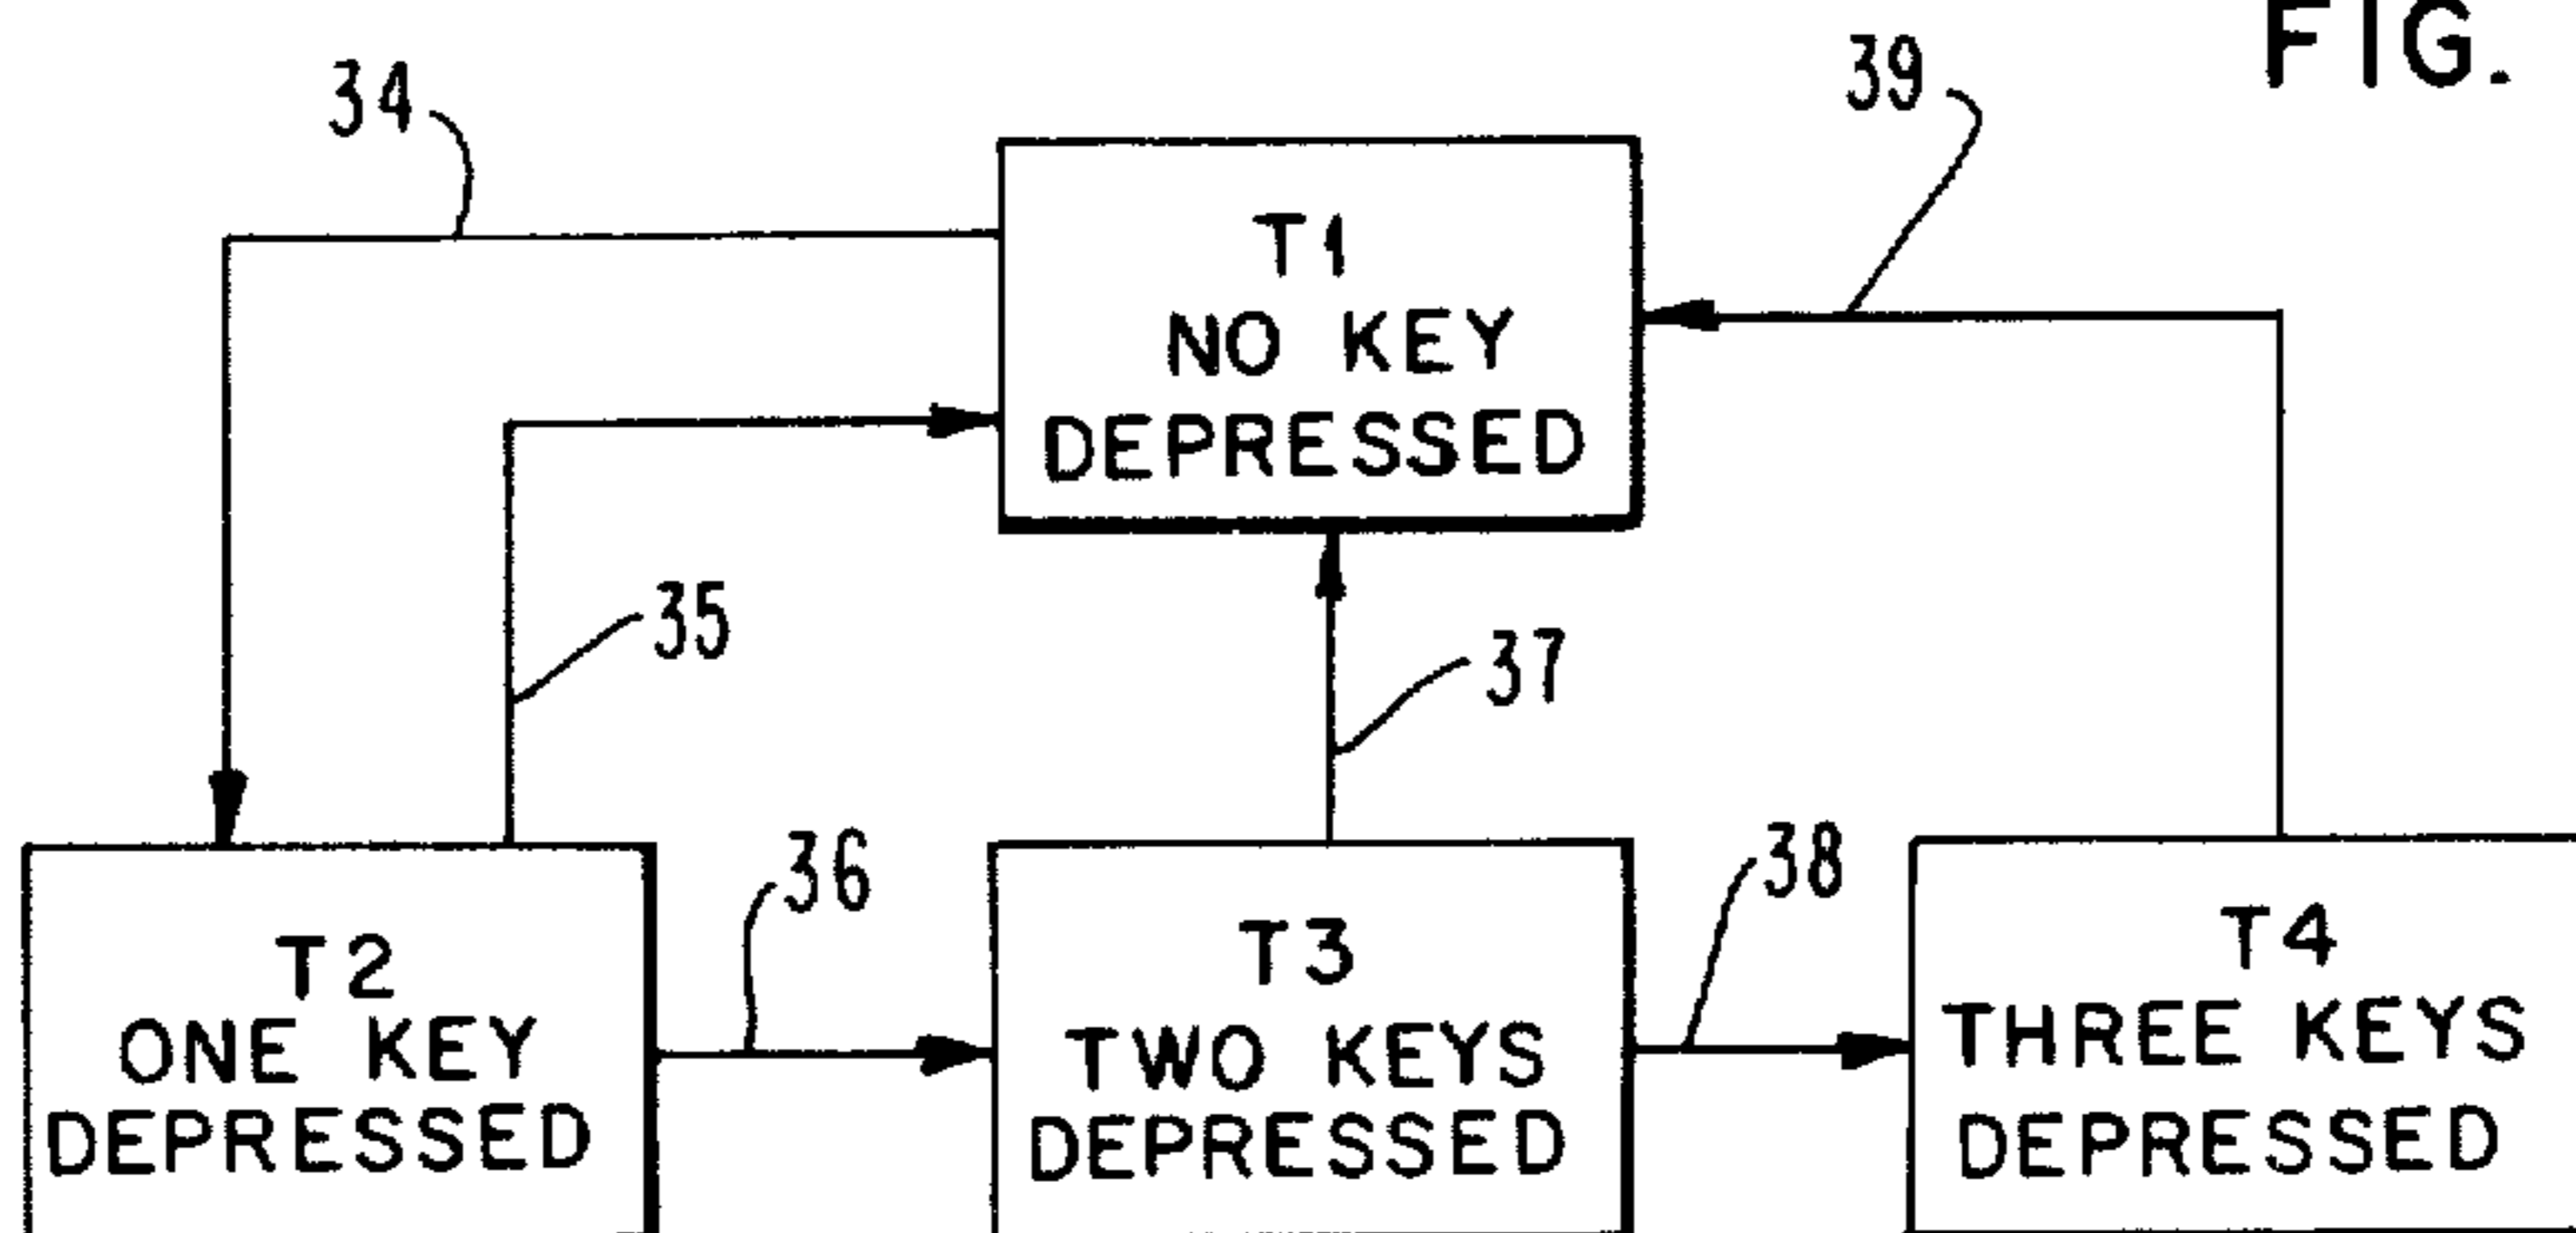 FIG.
34
39
T1
NO KEY
DEPRESSED
35
37
36
38
T2
ONE KEY
DEPRESSED
T3
TWO KEYS
DEPRESSED
T4
THREE KEYS
DEPRESSED